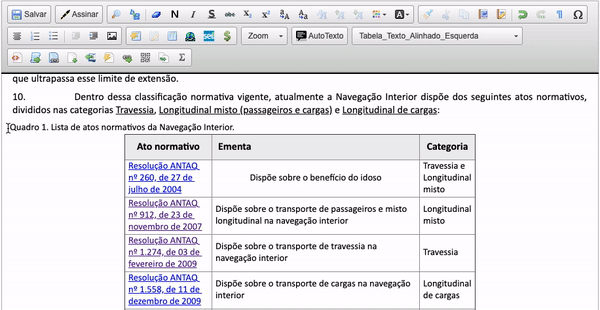 Salvar Assinar
Zoom AutoTexto Tabela_Texto_Alinhado_Esquerda
que ultrapassa esse limite de extensão.
10. Dentro dessa classificação normativa vigente, atualmente a Navegação Interior dispõe dos seguintes atos normativos,
divididos nas categorias Travessia, Longitudinal misto (passageiros e cargas) e Longitudinal de cargas:
Quadro 1. Lista de atos normativos da Navegação Interior.
Ato normativo Ementa Categoria
Resolução ANTAQ
nº 260, de 27 de
julho de 2004
Dispõe sobre o benefício do idoso
Travessia e
Longitudinal
misto
Resolução ANTAQ
nº 912, de 23 de
novembro de 2007
Dispõe sobre o transporte de passageiros e misto
longitudinal na navegação interior
Longitudinal
misto
Resolução ANTAQ
nº 1.274, de 03 de
fevereiro de 2009
Dispõe sobre o transporte de travessia na
navegação interior
Travessia
Resolução ANTAQ
nº 1.558, de 11 de
dezembro de 2009
Dispõe sobre o transporte de cargas na navegação
interior
Longitudinal
de cargas